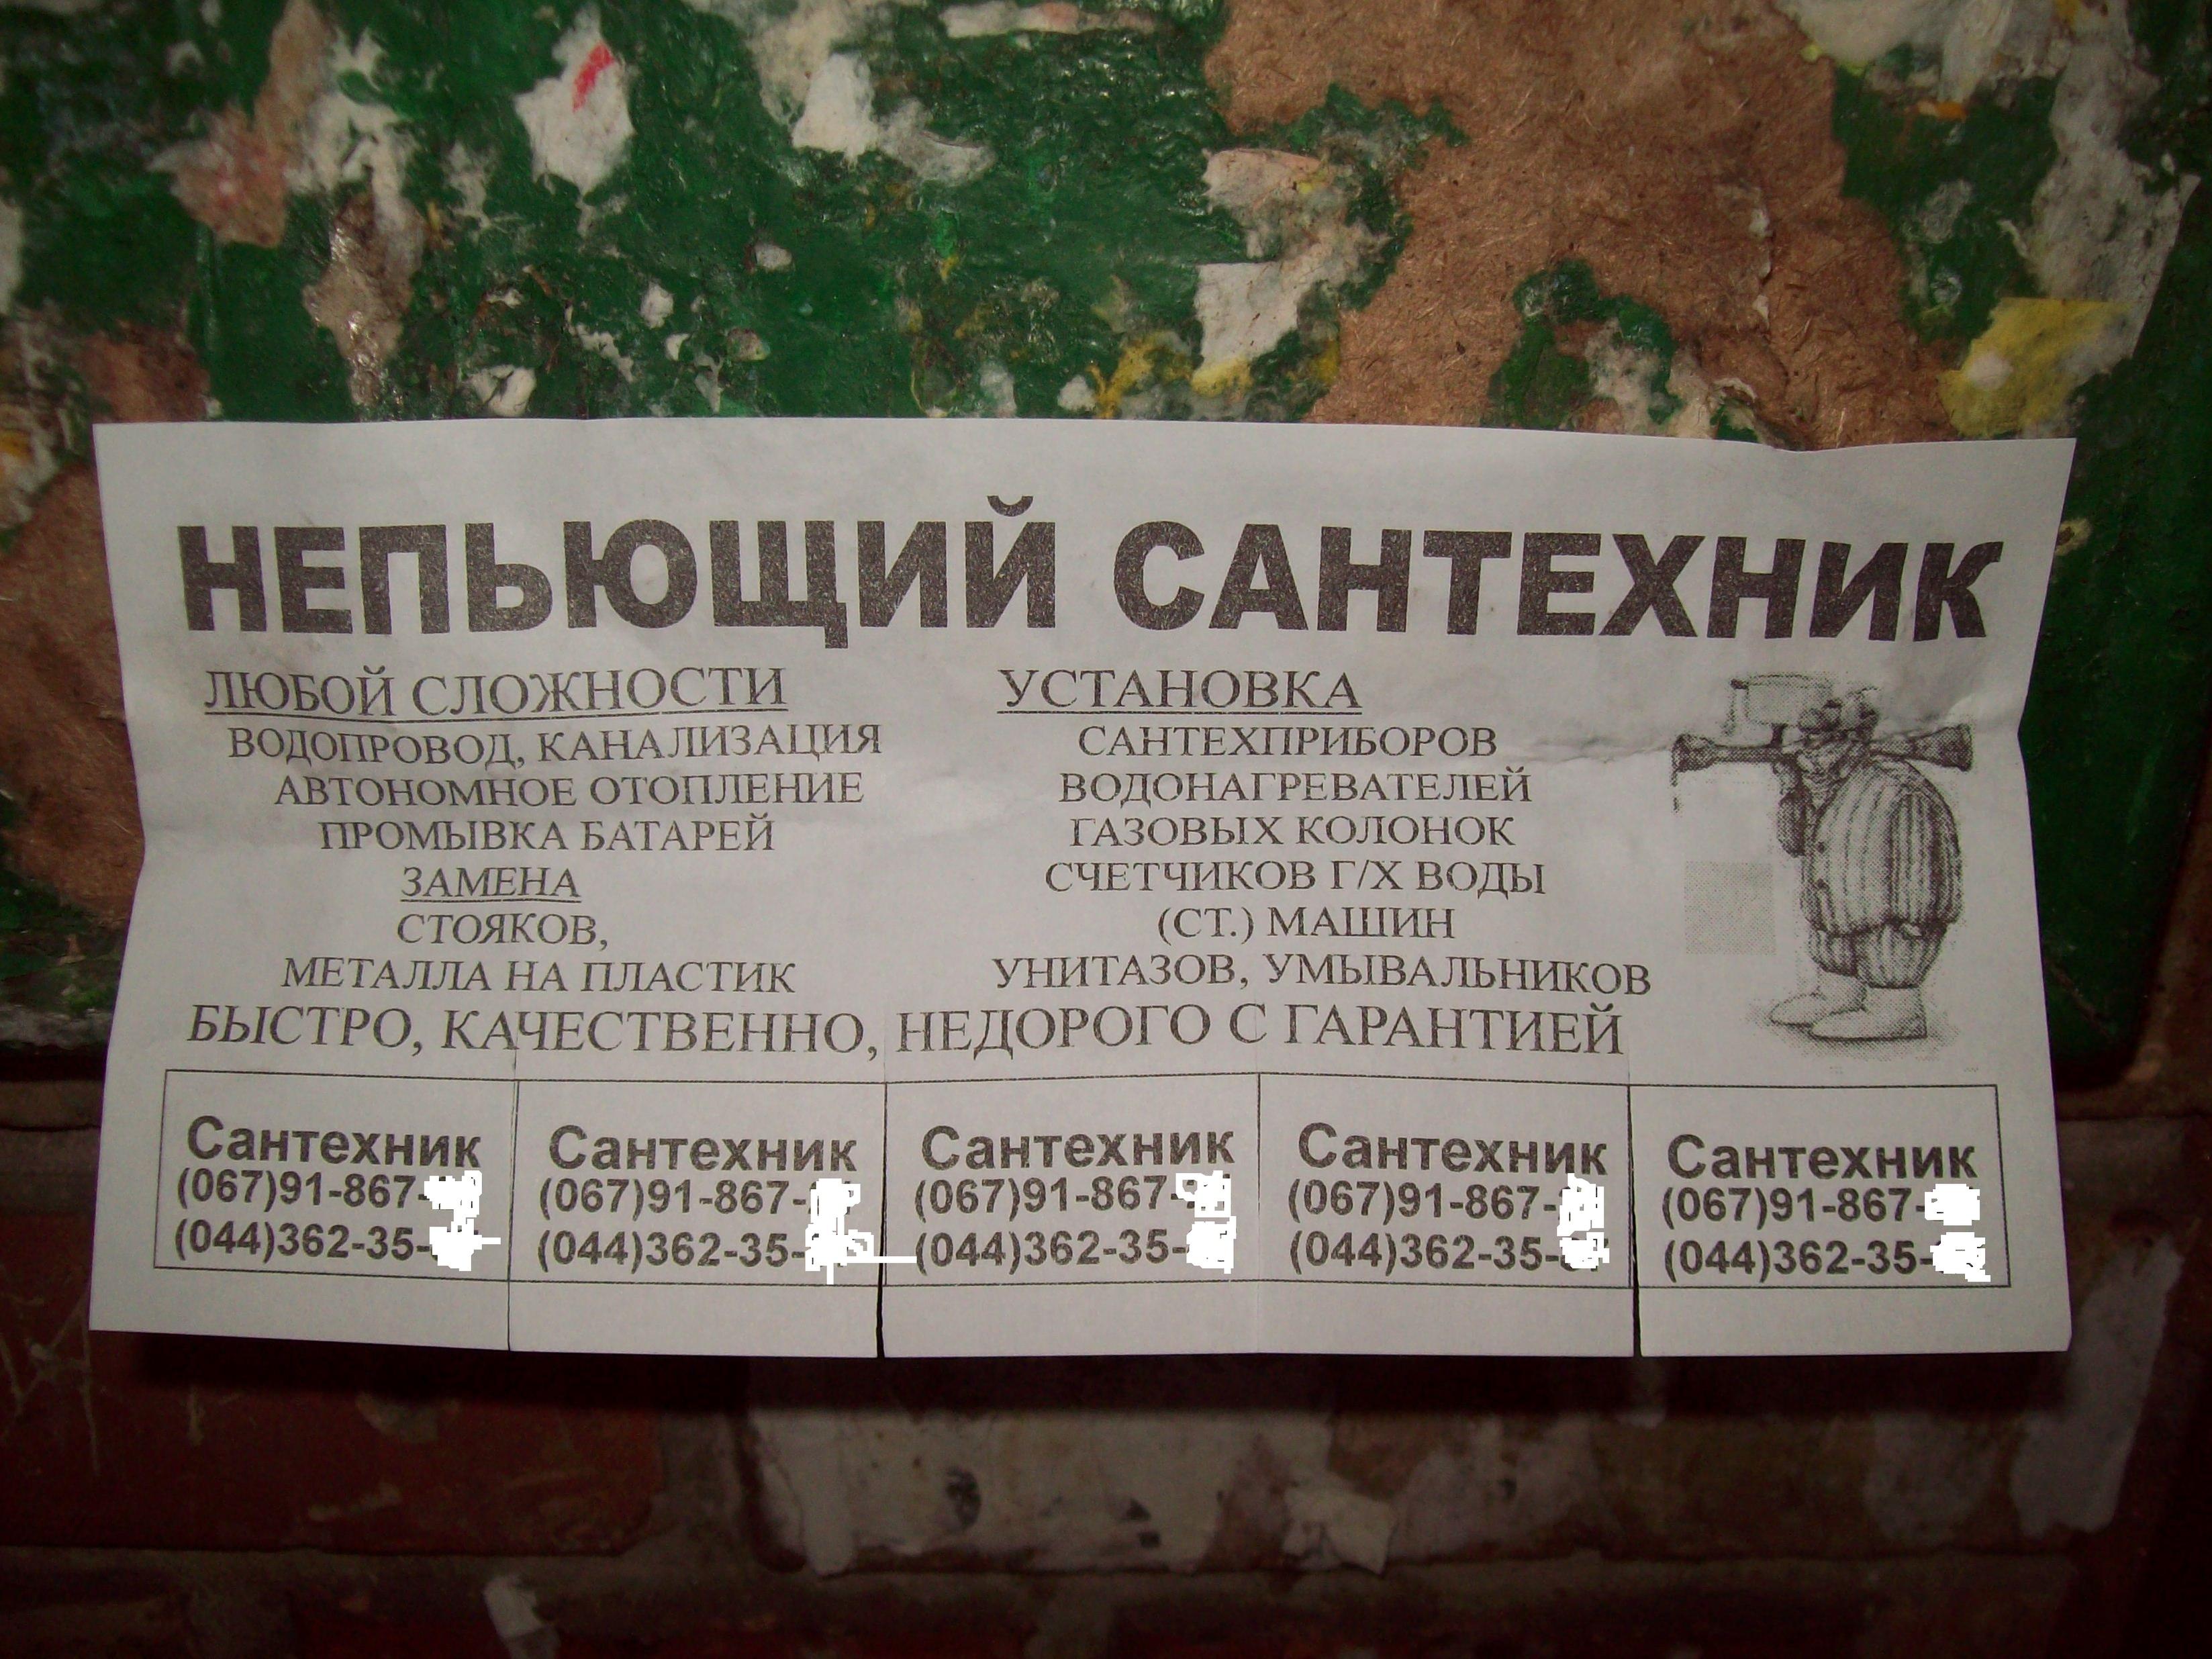 НЕПЬЮЩИЙ САНТЕХНИК
ЛЮБОЙ СЛОЖНОСТИ
ВОДОПРОВОД, КАНАЛИЗАЦИЯ
АВТОНОМНОЕ ОТОПЛЕНИЕ
ПРОМЫВКА БАТАРЕЙ
ЗАМЕНА
СТОЯКОВ,
МЕТАЛЛА НА ПЛАСТИК
УСТАНОВКА
САНТЕХПРИБОРОВ
ВОДОНАГРЕВАТЕЛЕЙ
ГАЗОВЫХ КОЛОНОК
СЧЕТЧИКОВ Г/Х ВОДЫ
(СТ.) МАШИН
УНИТАЗОВ, УМЫВАЛЬНИКОВ
БЫСТРО, КАЧЕСТВЕННО, НЕДОРОГО С ГАРАНТИЕЙ
Сантехник
(067)91-867-
(044)362-35-
Сантехник
(067)91-867-
(044)362-35-
Сантехник
(067)91-867-
(044)362-35-
Сантехник
(067)91-867-
(044)362-35-
Сантехник
(067)91-867-
(044)362-35-